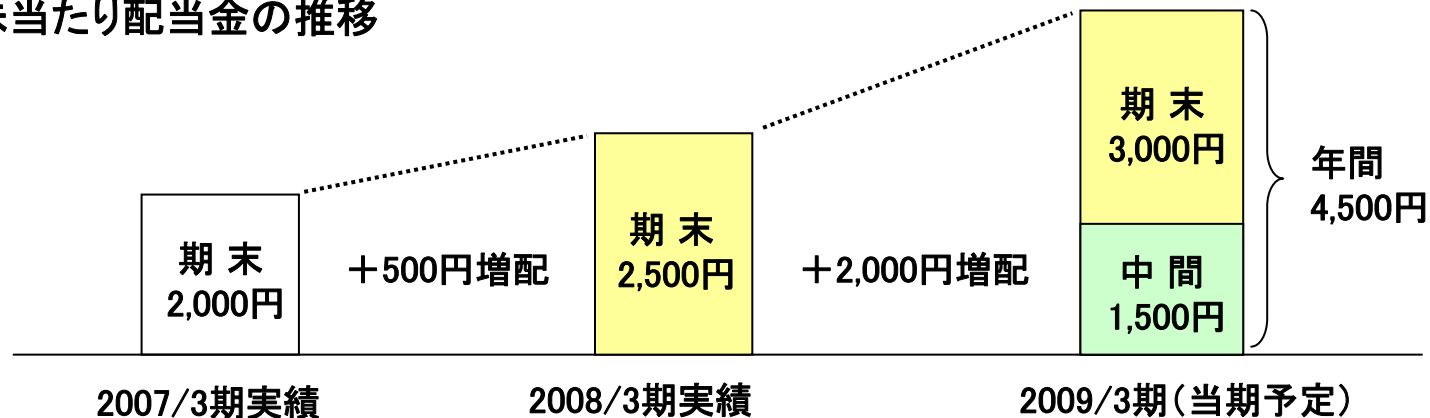 当たり配当金の推移
期 末
3,000円
年間
4,500円
期 末
2,000円
＋500円増配
期 末
2,500円
＋2,000円増配
中 間
1,500円
2007/3期実績
2008/3期実績
2009/3期（当期予定）